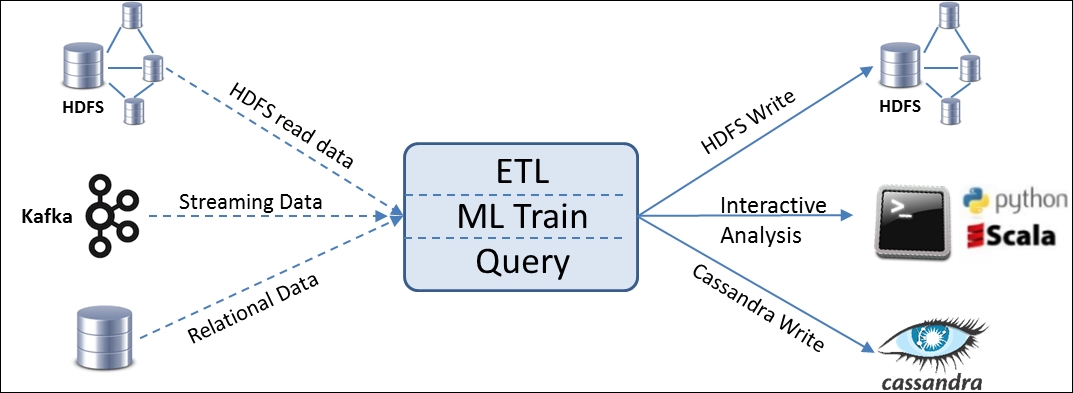 HDFS
HDFS read data
Kafka
Streaming Data
Relational Data
ETL
ML Train
Query
HDFS Write
HDFS
Interactive
Analysis
>_
python
Scala
Cassandra Write
cassandra